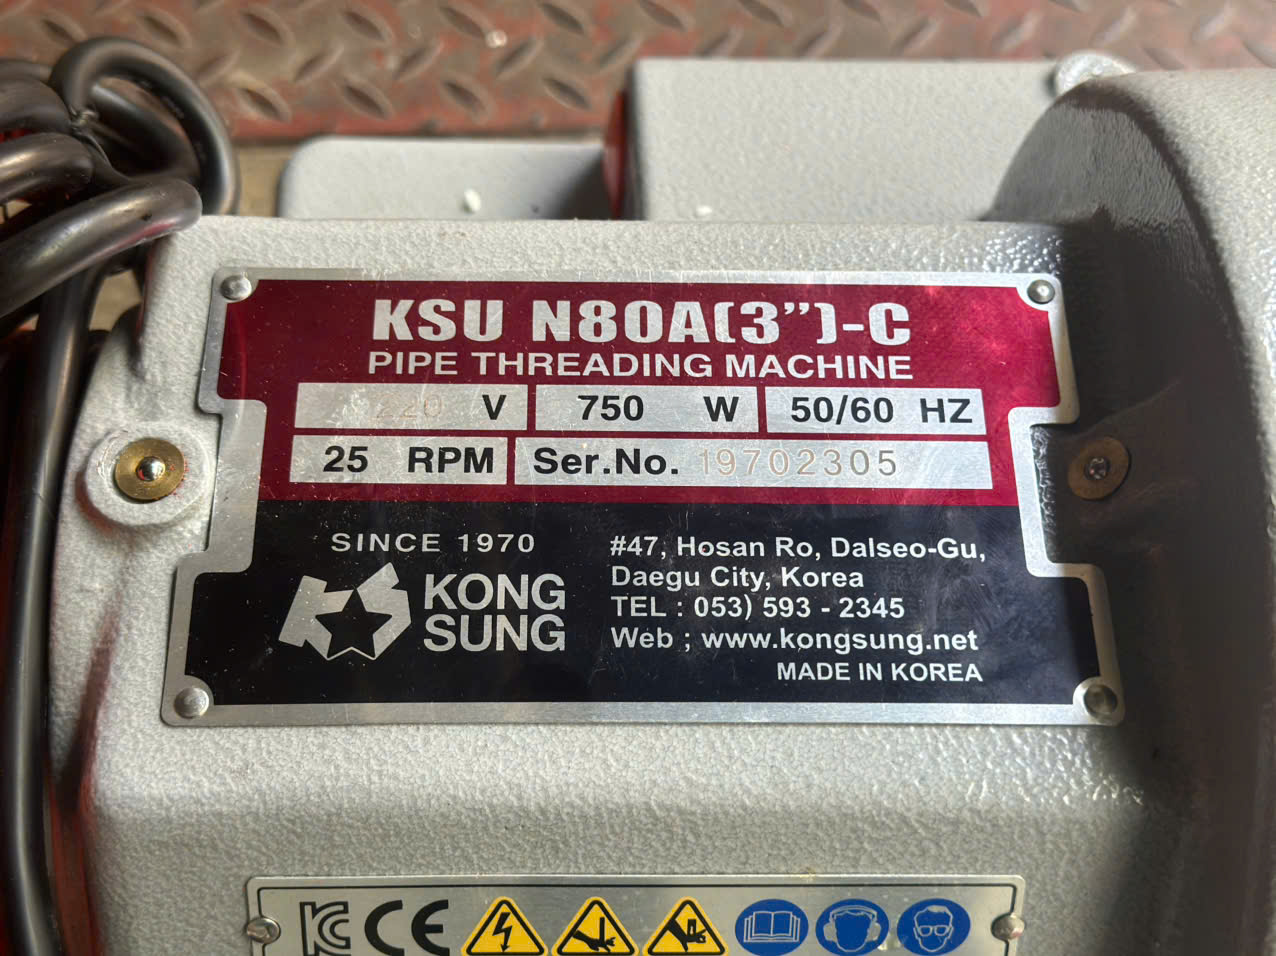 KSU N80A(3”)-C
PIPE THREADING MACHINE
220 V 750 W 50/60 HZ
25 RPM Ser.No. 19702305
SINCE 1970
KONG
SUNG
#47, Hosan Ro, Dalseo-Gu,
Daegu City, Korea
TEL : 053) 593 - 2345
Web ; www.kongsung.net
MADE IN KOREA
CE